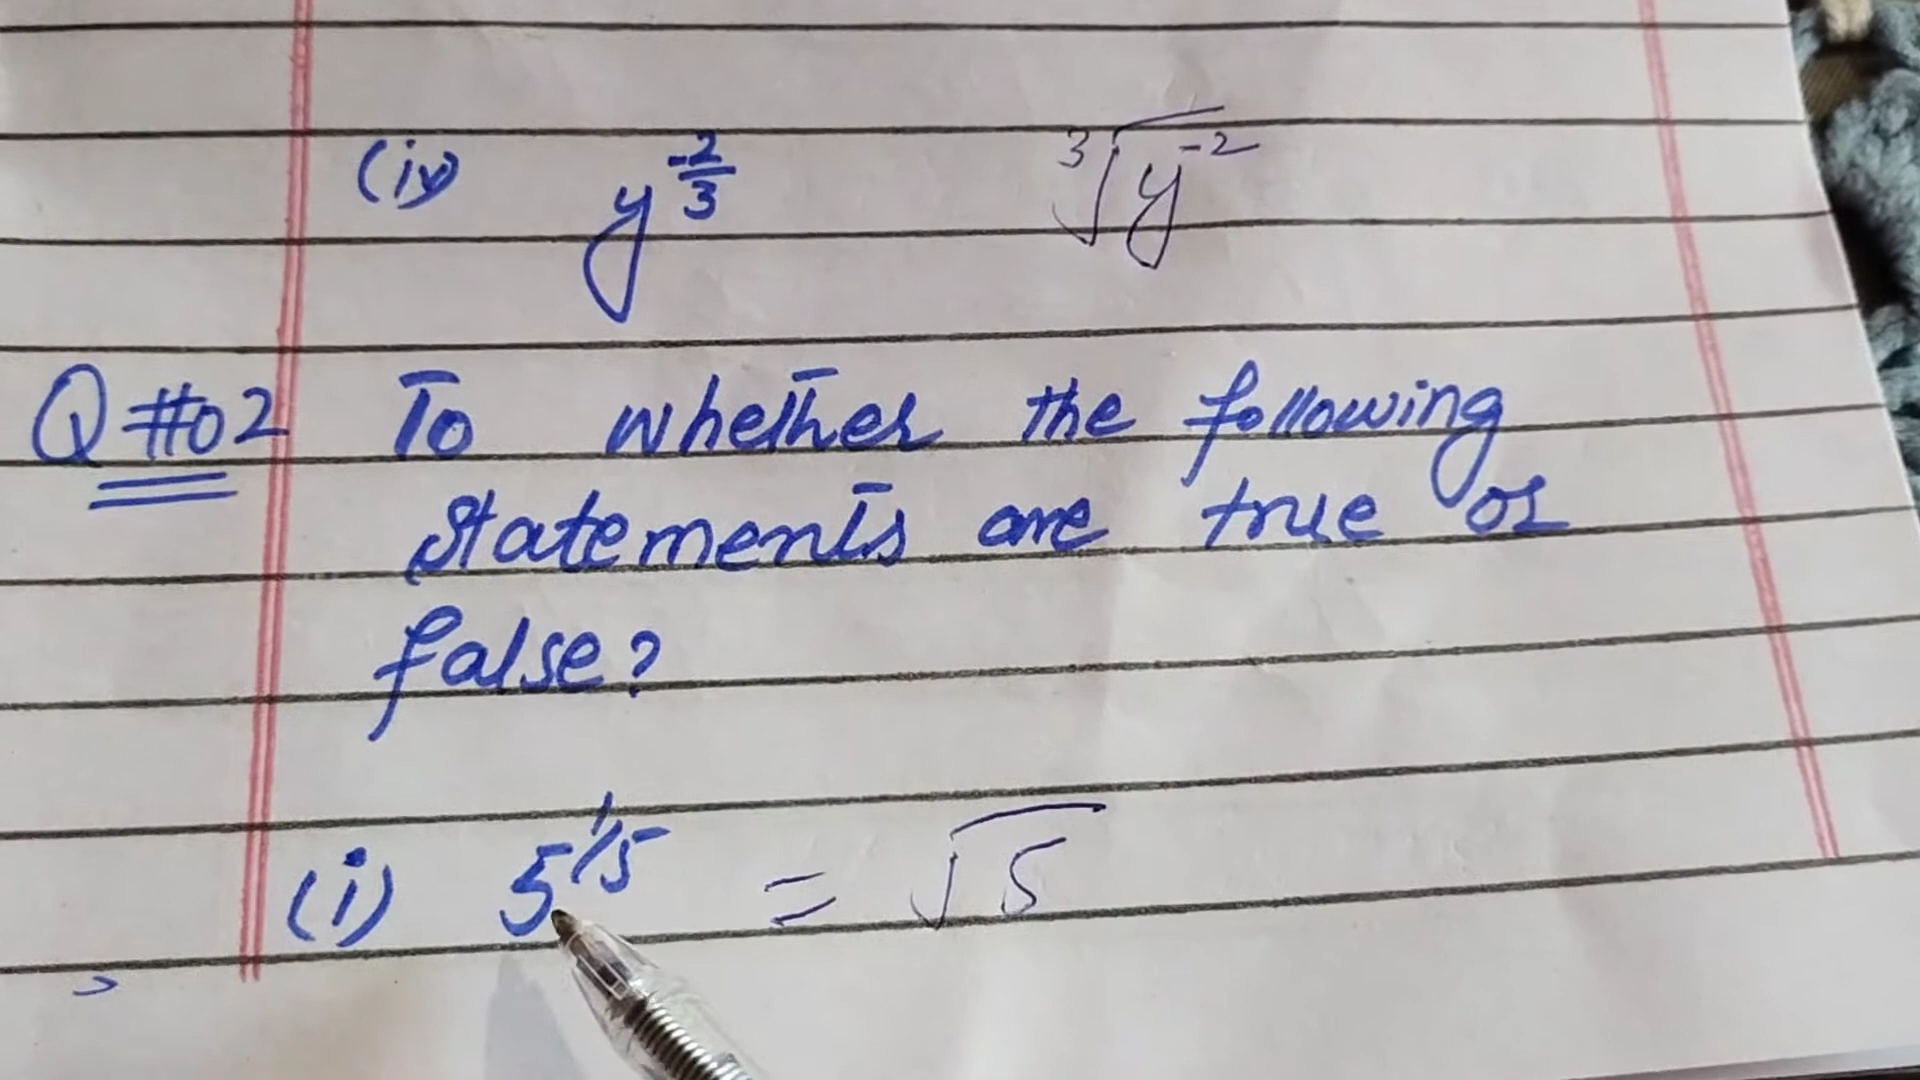 (iv) y^{-2/3} ∛y^{-2}
Q#02 To whether the following
statements are true or
false?
(i) 5^{1/5} = √5